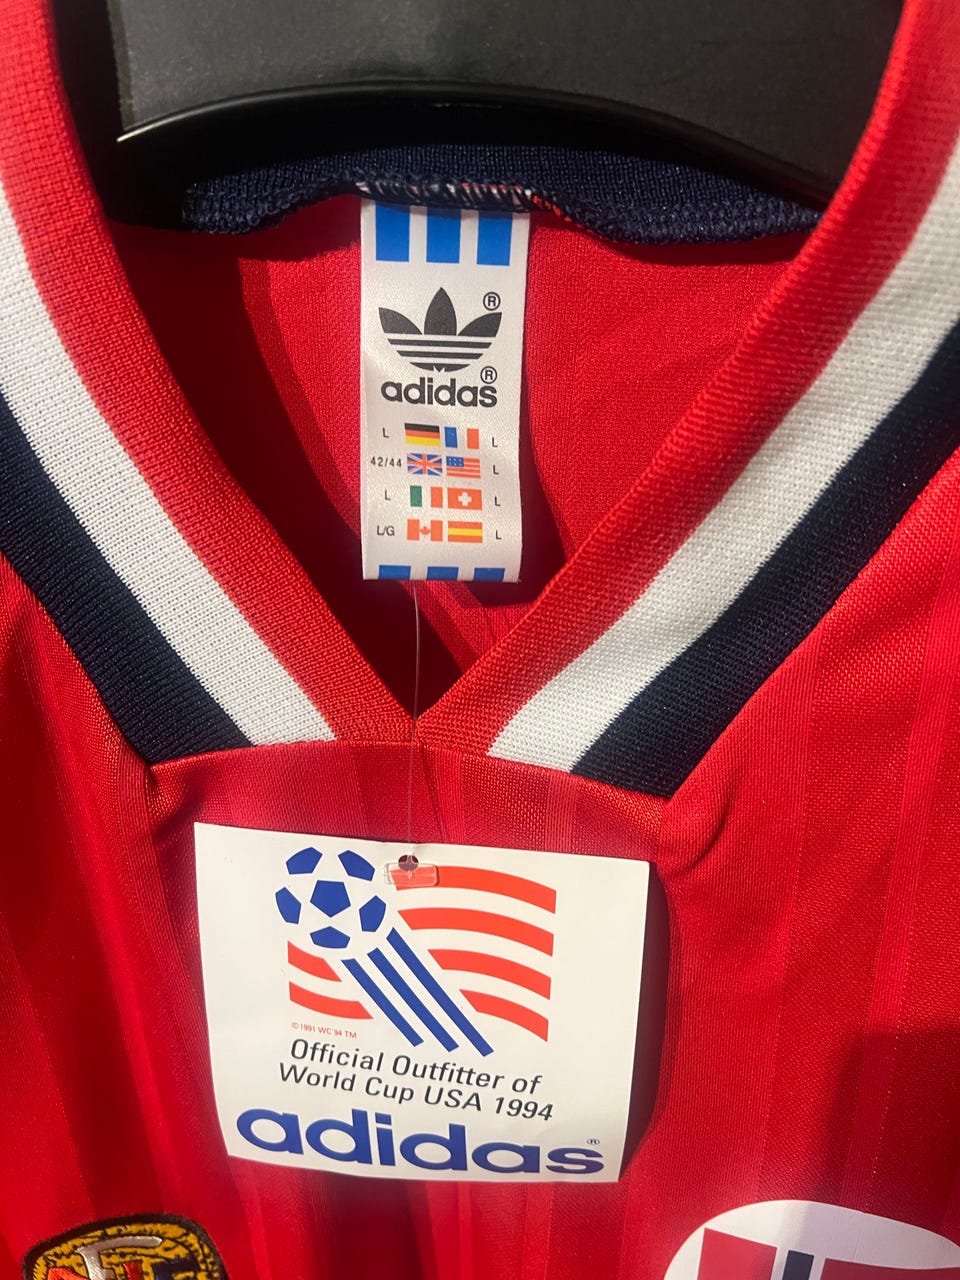 ®
adidas®
L L
42/44 L
L L
L/G L
©1991 WC'94 TM
Official Outfitter of
World Cup USA 1994
adidas®